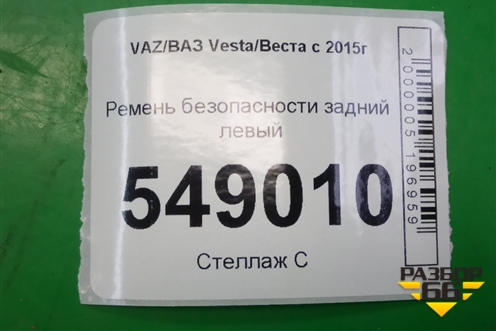 VAZ/ВАЗ Vesta/Веста с 2015г
Ремень безопасности задний
левый
549010
Стеллаж С
2000005196959
РАЗБОР
66